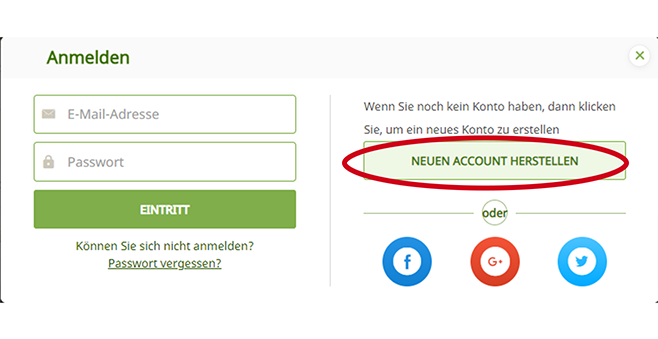 Anmelden
E-Mail-Adresse
Passwort
EINTRITT
Können Sie sich nicht anmelden?
Passwort vergessen?
Wenn Sie noch kein Konto haben, dann klicken
Sie, um ein neues Konto zu erstellen
NEUEN ACCOUNT HERSTELLEN
oder
f
G+